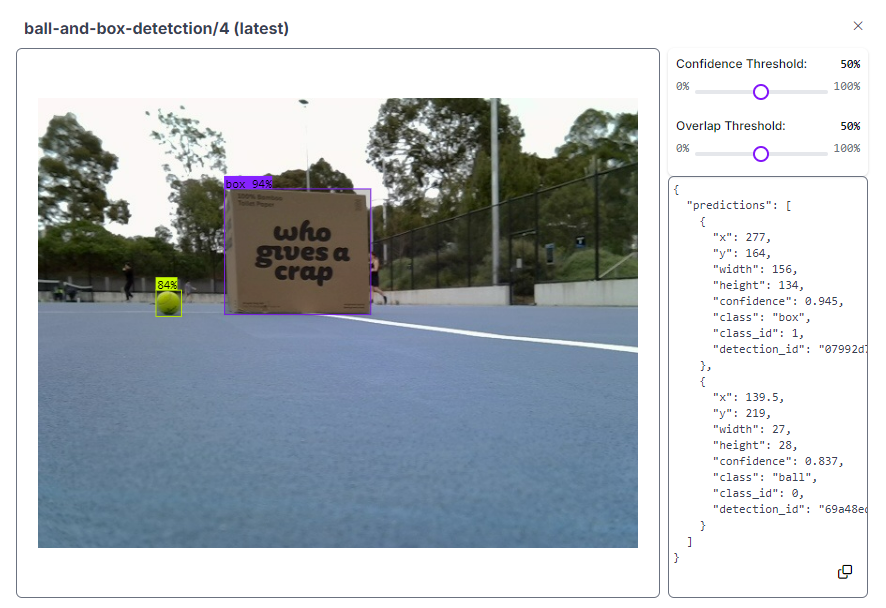 ball-and-box-detetction/4 (latest)
box 94%
100% Bamboo
Toilet Paper
who
gives a
crap
84%
Confidence Threshold: 50%
0% 100%
Overlap Threshold: 50%
0% 100%
{
"predictions": [
{
"x": 277,
"y": 164,
"width": 156,
"height": 134,
"confidence": 0.945,
"class": "box",
"class_id": 1,
"detection_id": "07992d
},
{
"x": 139.5,
"y": 219,
"width": 27,
"height": 28,
"confidence": 0.837,
"class": "ball",
"class_id": 0,
"detection_id": "69a48e
}
]
}